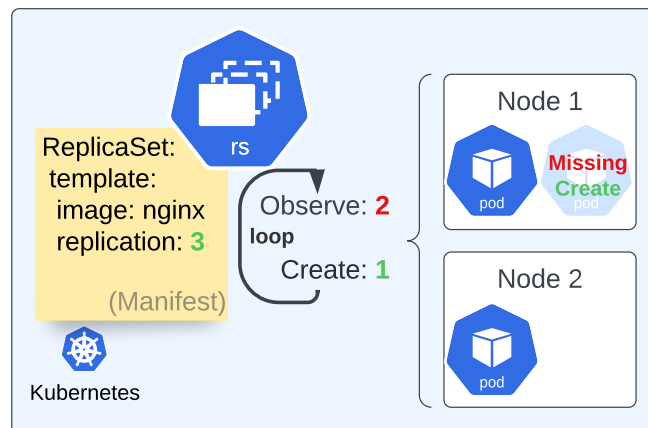 rs
ReplicaSet:
template:
image: nginx
replication: 3
(Manifest)
Kubernetes
Observe: 2
loop
Create: 1
Node 1
pod
Missing
Create
pod
Node 2
pod